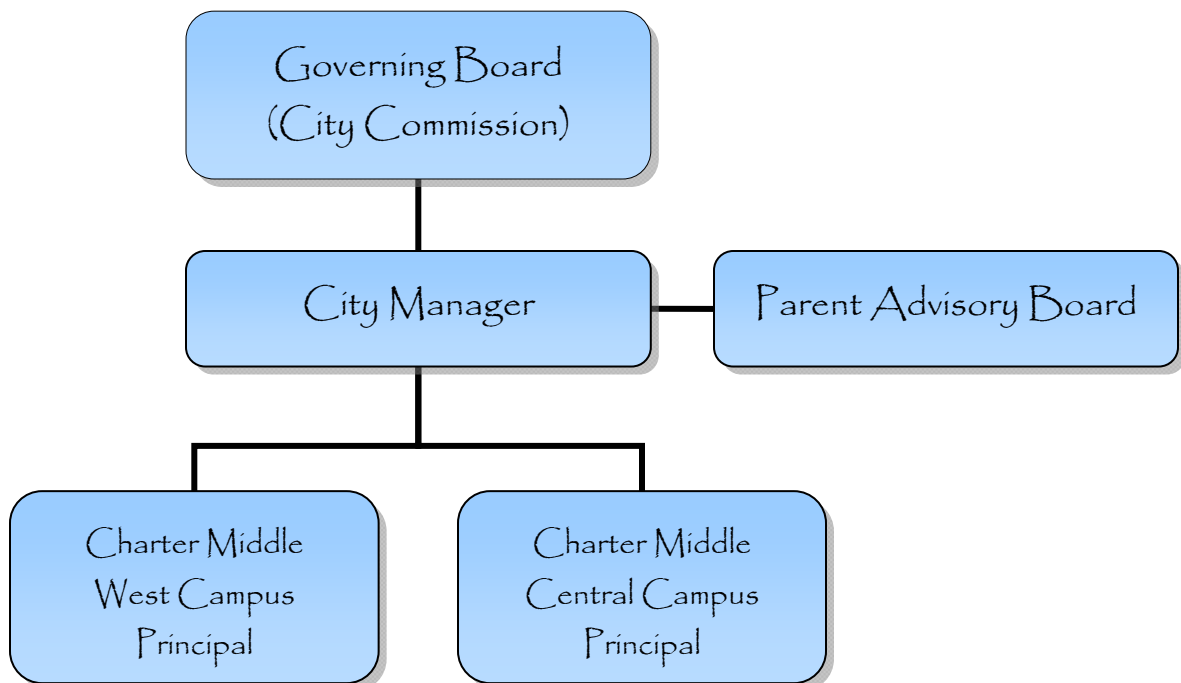 Governing Board
(City Commission)
City Manager
Parent Advisory Board
Charter Middle
West Campus
Principal
Charter Middle
Central Campus
Principal